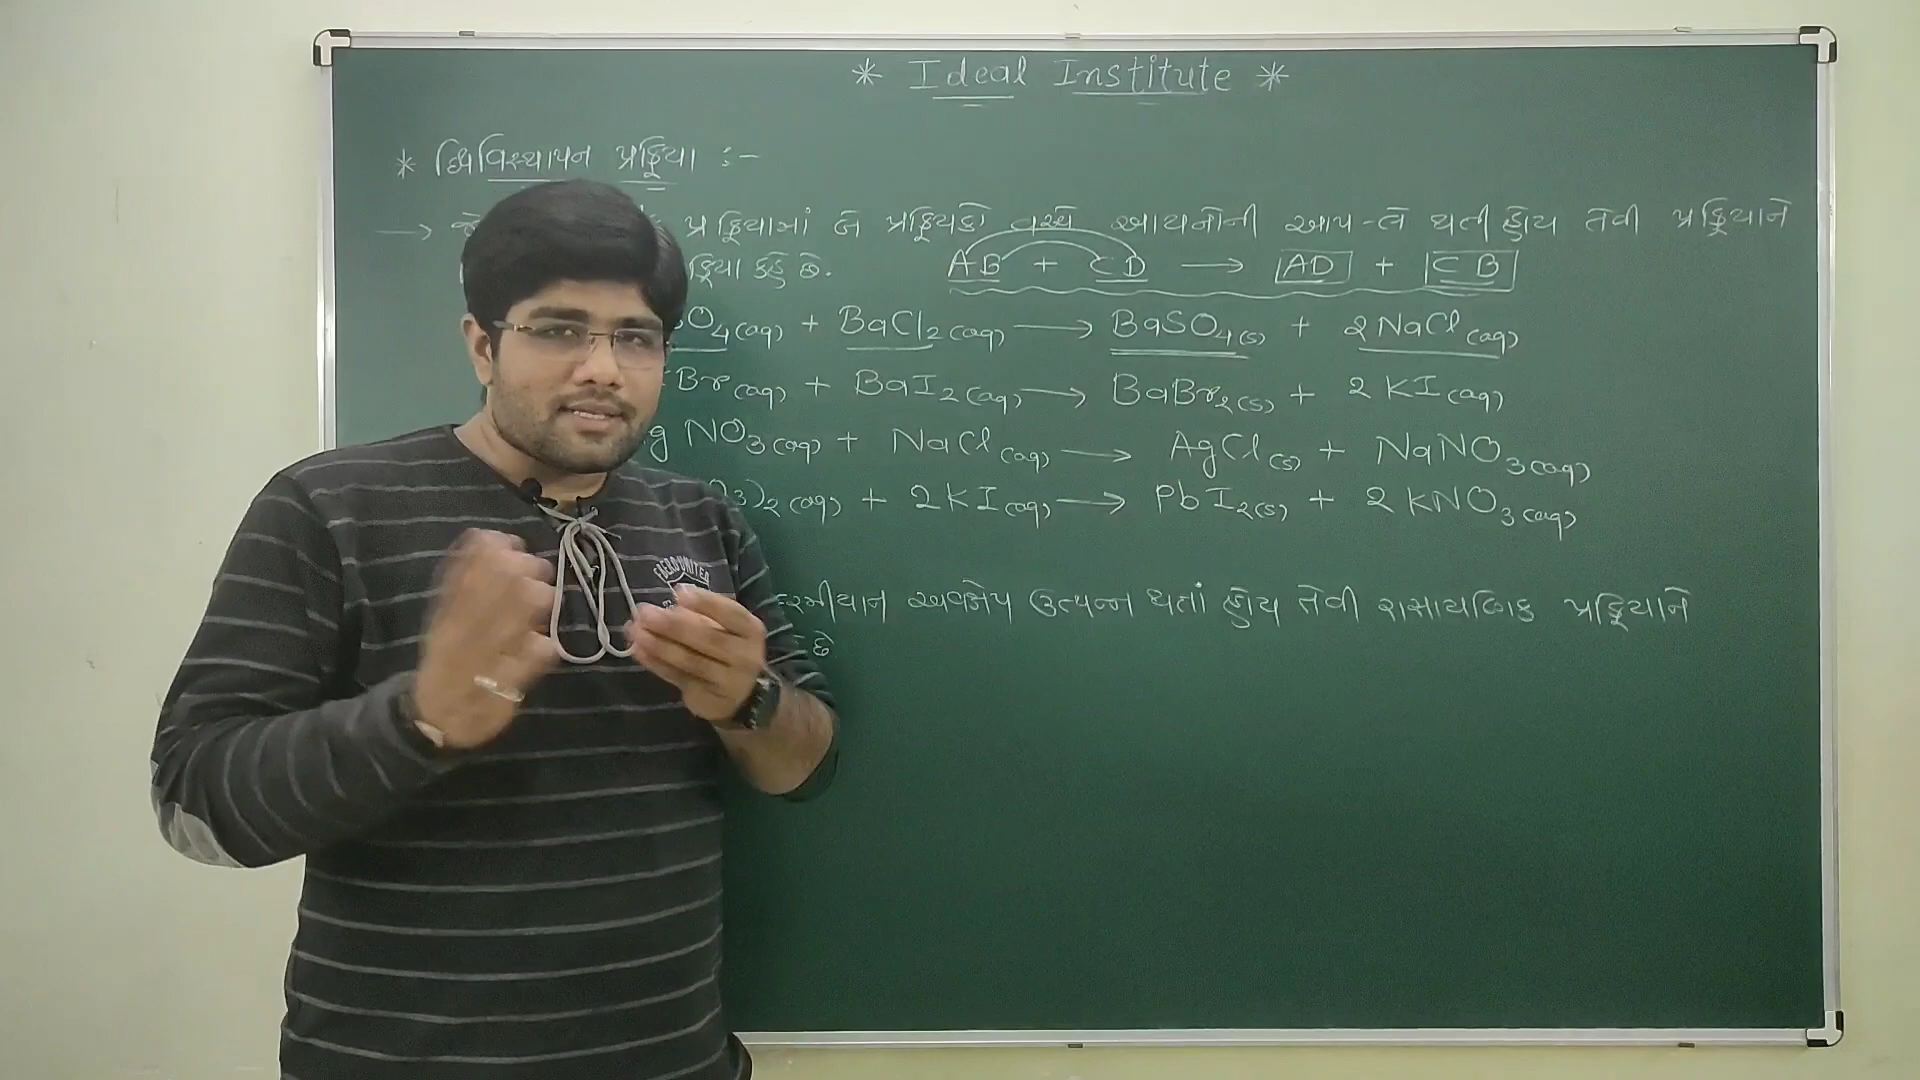 * Ideal Institute *
* દ્વિવિસ્થાપન પ્રક્રિયા :-
→ પ્રક્રિયામાં બે પ્રક્રિયકો વચ્ચે આયનોની આપ-લે થતી હોય તેવી પ્રક્રિયાને
કહે છે. AB + CD → AD + CB
O4(aq) + BaCl2(aq) → BaSO4(s) + 2NaCl(aq)
Br(aq) + BaI2(aq) → BaBr2(s) + 2KI(aq)
g NO3(aq) + NaCl(aq) → AgCl(s) + NaNO3(aq)
O3)2(aq) + 2KI(aq) → PbI2(s) + 2KNO3(aq)
દરમીયાન અવક્ષેપ ઉત્પન્ન થતાં હોય તેવી રાસાયણિક પ્રક્રિયાને
છે
UNITED